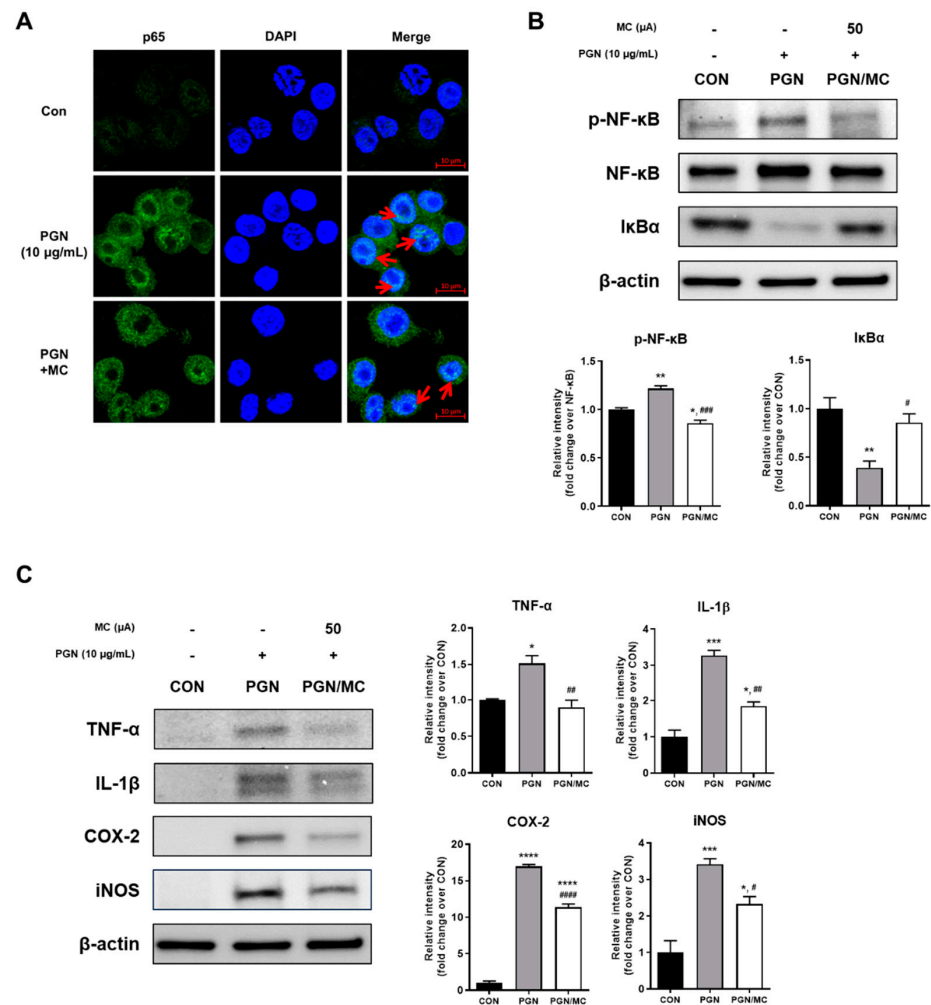 A
p65 DAPI Merge
Con
10 μm
PGN
(10 μg/mL)
10 μm
PGN
+MC
10 μm
B
MC (μA) - - 50
PGN (10 μg/mL) - + +
CON PGN PGN/MC
p-NF-κB
NF-κB
IκBα
β-actin
p-NF-κB
Relative intensity
(fold change over NF-κB)
1.5
1.0
0.5
0.0
**
*, ###
CON PGN PGN/MC
IκBα
Relative intensity
(fold change over CON)
1.5
1.0
0.5
0.0
**
#
CON PGN PGN/MC
C
MC (μA) - - 50
PGN (10 μg/mL) - + +
CON PGN PGN/MC
TNF-α
IL-1β
COX-2
iNOS
β-actin
TNF-α
Relative intensity
(fold change over CON)
2.0
1.5
1.0
0.5
0.0
*
##
CON PGN PGN/MC
IL-1β
Relative intensity
(fold change over CON)
4
3
2
1
0
***
*, ##
CON PGN PGN/MC
COX-2
Relative intensity
(fold change over CON)
20
15
10
5
0
****
****
####
CON PGN PGN/MC
iNOS
Relative intensity
(fold change over CON)
4
3
2
1
0
***
*, #
CON PGN PGN/MC